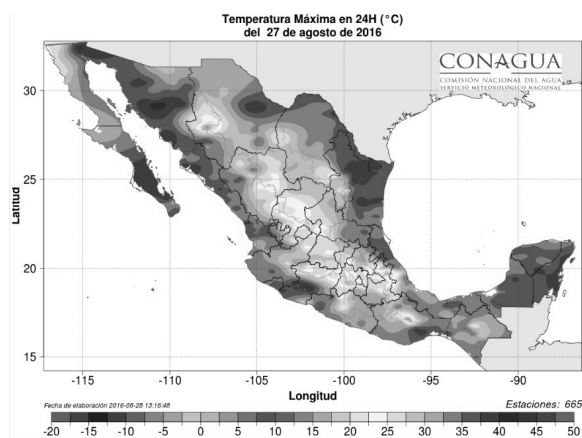 Temperatura Máxima en 24H (°C)
del 27 de agosto de 2016
CONAGUA
COMISIÓN NACIONAL DEL AGUA
SERVICIO METEOROLÓGICO NACIONAL
Latitud
30
25
20
15
-115 -110 -105 -100 -95 -90
Longitud
Fecha de elaboración 2016-08-28 13:16:48
Estaciones: 665
-20 -15 -10 -5 0 5 10 15 20 25 30 35 40 45 50